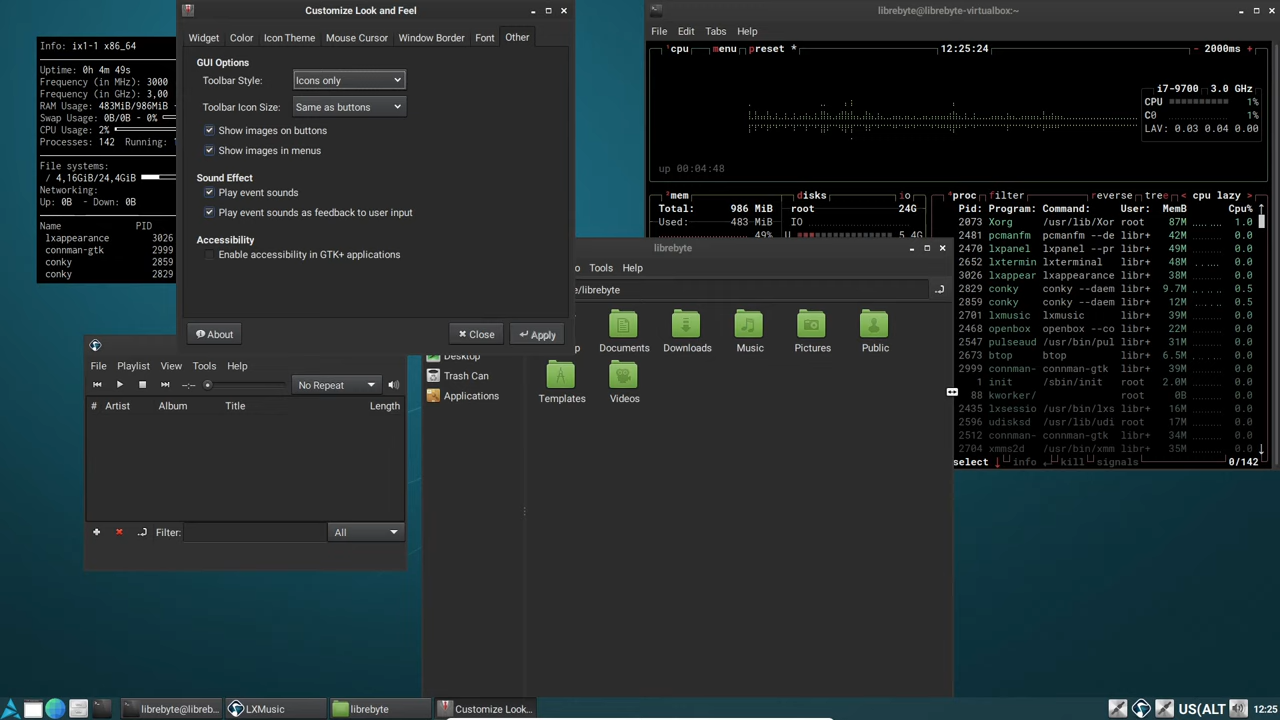 Customize Look and Feel
Widget Color Icon Theme Mouse Cursor Window Border Font Other
GUI Options
Toolbar Style: Icons only
Toolbar Icon Size: Same as buttons
Show images on buttons
Show images in menus
Sound Effect
Play event sounds
Play event sounds as feedback to user input
Accessibility
Enable accessibility in GTK+ applications
About Close Apply
Info: ix1-1 x86_64
Uptime: 0h 4m 49s
Frequency (in MHz): 3000
Frequency (in GHz): 3.00
RAM Usage: 483MiB/986MiB
Swap Usage: 0B/0B - 0%
CPU Usage: 2%
Processes: 142 Running:
File systems:
/ 4,16GiB/24,4GiB
Networking:
Up: 0B - Down: 0B
Name PID
lxappearance 3026
connman-gtk 2999
conky 2859
conky 2859
conky 2829
File Playlist View Tools Help
--:-- No Repeat
# Artist Album Title Length
Filter: All
librebyte
o Tools Help
e/librebyte
Documents Downloads Music Pictures Public
Templates Videos
Desktop
Trash Can
Applications
librebyte@librebyte-virtualbox:~
File Edit Tabs Help
¹cpu menu preset * 12:25:24 - 2000ms +
i7-9700 3.0 GHz
CPU 1%
C0 1%
LAV: 0.03 0.04 0.00
up 00:04:48
²mem disks io
Total: 986 MiB root 24G
Used: 483 MiB IO
49% U 5.4G
⁴proc filter reverse tree < cpu lazy >
Pid: Program: Command: User: MemB Cpu%
2073 Xorg /usr/lib/Xor root 87M 1.0
2481 pcmanfm pcmanfm --de libr+ 42M 0.0
2491 lxpanel lxpanel --pr libr+ 49M 0.0
2652 lxtermin lxterminal libr+ 48M 0.0
3026 lxappear lxappearance libr+ 38M 0.0
2829 conky conky --daem libr+ 9.7M 0.5
2859 conky conky --daem libr+ 12M 0.5
2701 lxmusic lxmusic libr+ 39M 0.0
2468 openbox openbox --co libr+ 22M 0.0
2547 pulseaud /usr/bin/pul libr+ 31M 0.0
2673 btop btop libr+ 6.5M 0.0
2999 connman- connman-gtk libr+ 39M 0.0
1 init /sbin/init root 2.0M 0.0
88 kworker/ root 0B 0.0
2435 lxsessio /usr/bin/lxs libr+ 16M 0.0
2596 udisksd /usr/lib/udi root 17M 0.0
2512 connman- connman-gtk libr+ 34M 0.0
2704 xmms2d /usr/bin/xmm libr+ 35M 0.0
select ↓ info ↵ kill signals 0/142
librebyte@libreb... LXMusic librebyte Customize Look... US(ALT 12:25